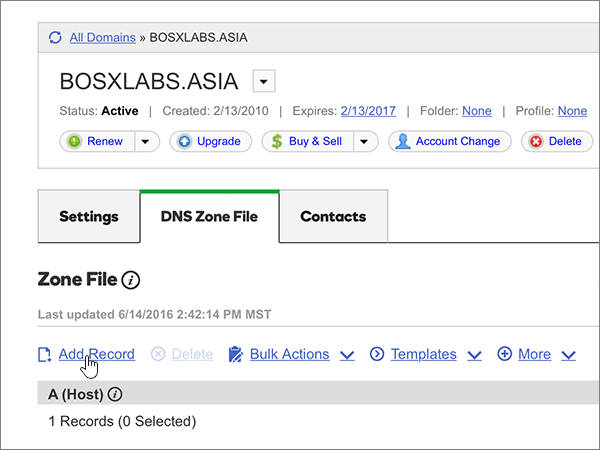 All Domains » BOSXLABS.ASIA
BOSXLABS.ASIA
Status: Active | Created: 2/13/2010 | Expires: 2/13/2017 | Folder: None | Profile: None
Renew Upgrade Buy & Sell Account Change Delete
Settings DNS Zone File Contacts
Zone File
Last updated 6/14/2016 2:42:14 PM MST
Add Record Delete Bulk Actions Templates More
A (Host)
1 Records (0 Selected)